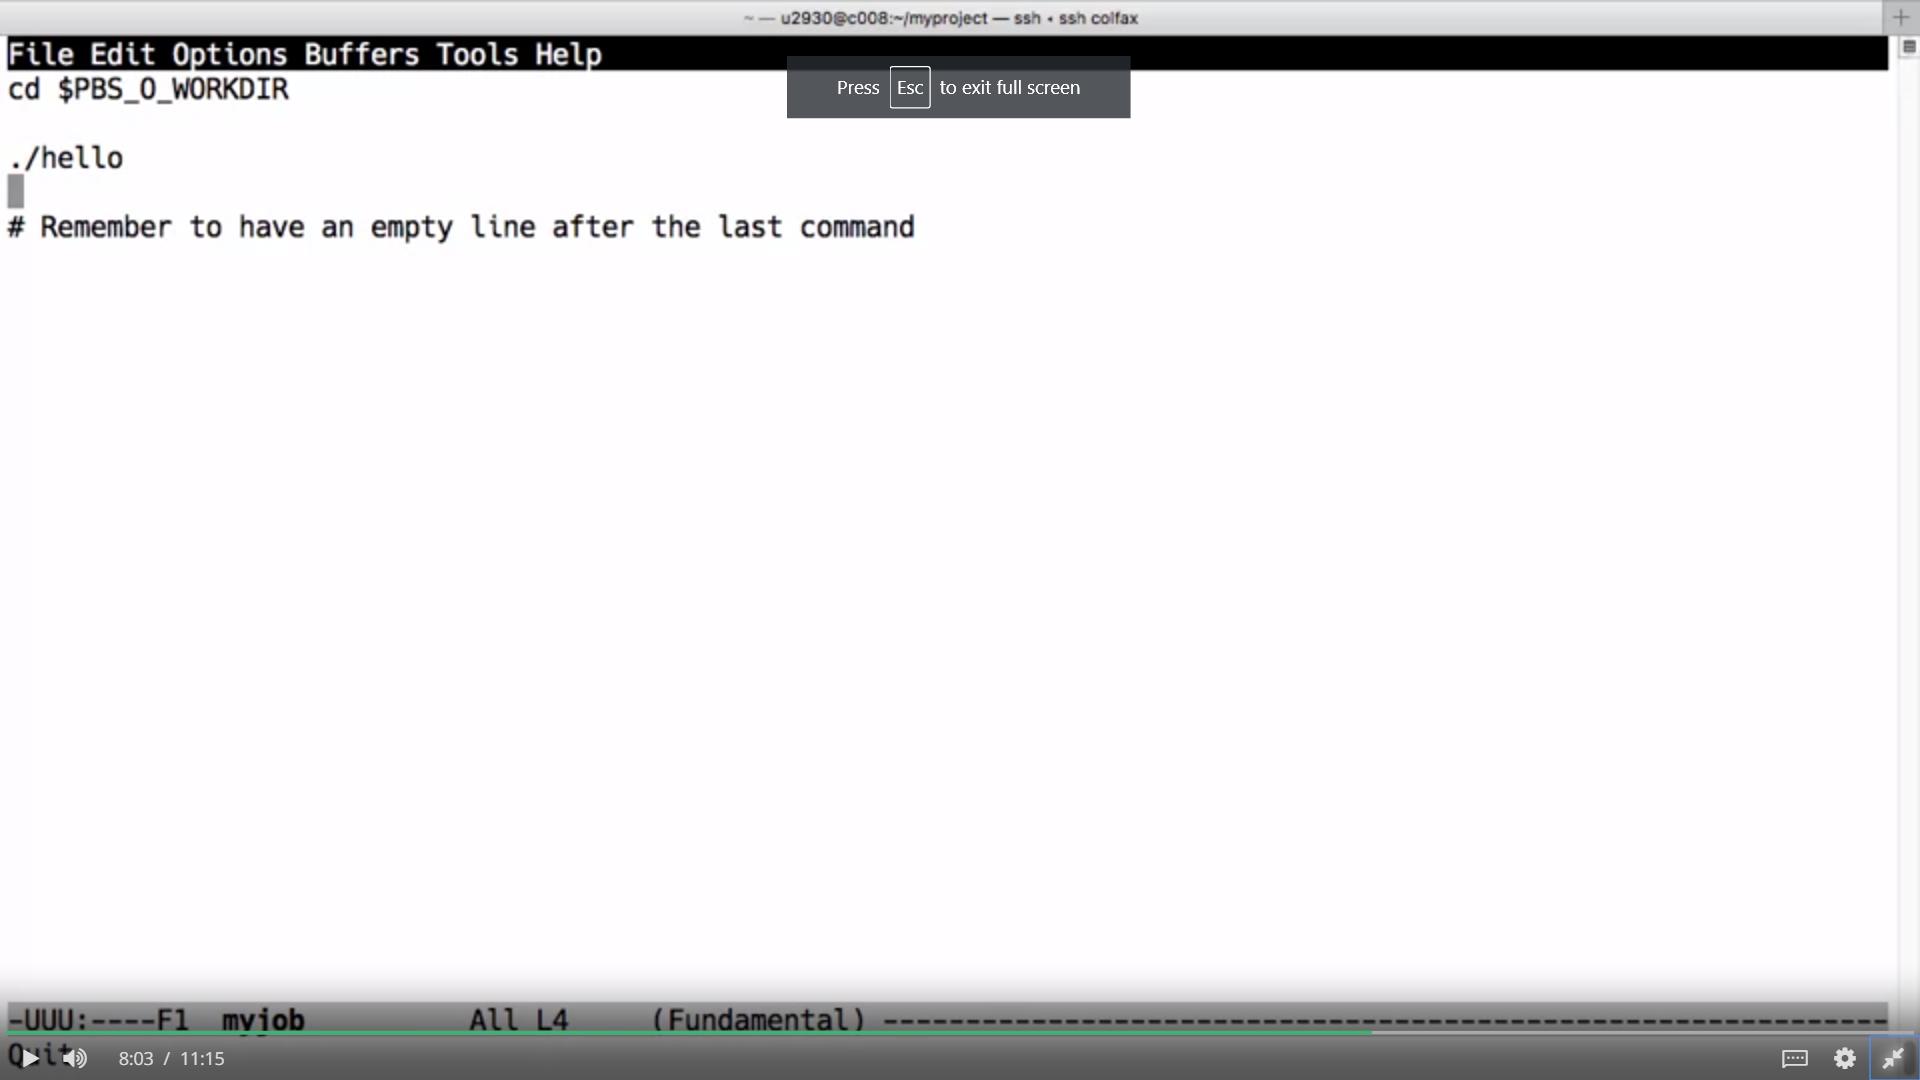 ~ — u2930@c008:~/myproject — ssh • ssh colfax
File Edit Options Buffers Tools Help
Press Esc to exit full screen
cd $PBS_O_WORKDIR
./hello
# Remember to have an empty line after the last command
-UUU:----F1 myjob All L4 (Fundamental) ------------------------------------------------------------
Quit
8:03 / 11:15